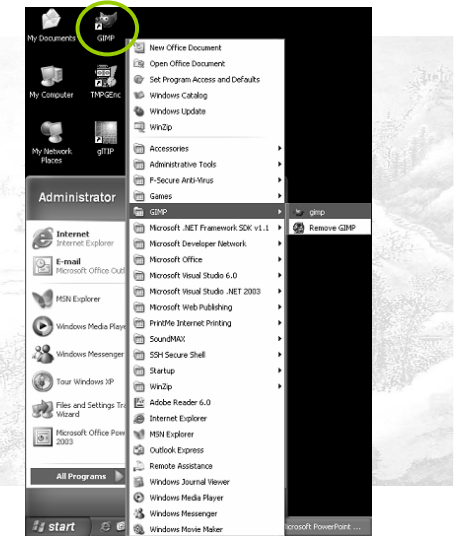 My Documents
GIMP
My Computer
TMPGEnc
My Network
Places
glTIP
Administrator
Internet
Internet Explorer
E-mail
Microsoft Office Outl
MSN Explorer
Windows Media Playe
Windows Messenger
Tour Windows XP
Files and Settings Tra
Wizard
Microsoft Office Pow
2003
All Programs
start
New Office Document
Open Office Document
Set Program Access and Defaults
Windows Catalog
Windows Update
WinZip
Accessories
Administrative Tools
F-Secure Anti-Virus
Games
GIMP
Microsoft .NET Framework SDK v1.1
Microsoft Developer Network
Microsoft Office
Microsoft Visual Studio 6.0
Microsoft Visual Studio .NET 2003
Microsoft Web Publishing
PrintMe Internet Printing
SoundMAX
SSH Secure Shell
Startup
WinZip
Adobe Reader 6.0
Internet Explorer
MSN Explorer
Outlook Express
Remote Assistance
Windows Journal Viewer
Windows Media Player
Windows Messenger
Windows Movie Maker
gimp
Remove GIMP
icrosoft PowerPoint ...